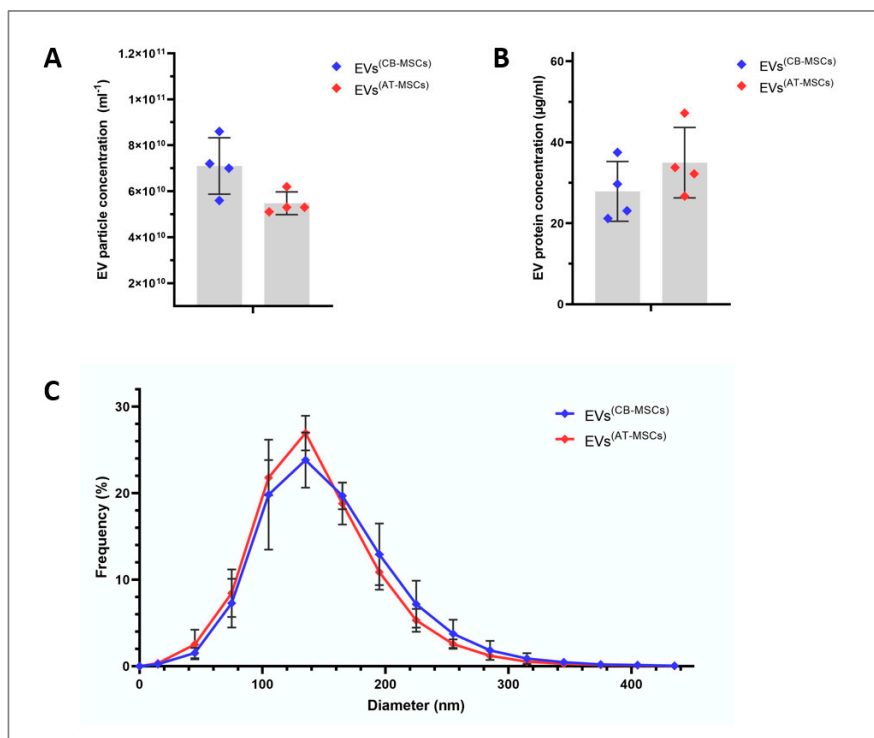 A
EV particle concentration (ml⁻¹)
1.2×10¹¹
1×10¹¹
8×10¹⁰
6×10¹⁰
4×10¹⁰
2×10¹⁰
EVs(CB-MSCs)
EVs(AT-MSCs)
B
EV protein concentration (µg/ml)
60
40
20
0
EVs(CB-MSCs)
EVs(AT-MSCs)
C
Frequency (%)
30
20
10
0
EVs(CB-MSCs)
EVs(AT-MSCs)
0 100 200 300 400
Diameter (nm)